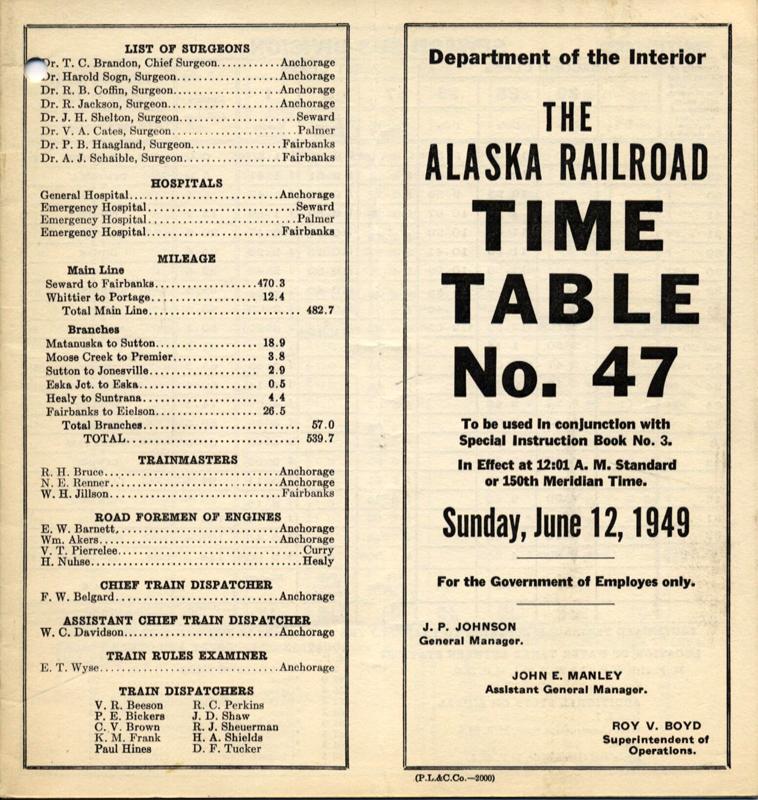 LIST OF SURGEONS
Dr. T. C. Brandon, Chief Surgeon..........Anchorage
Dr. Harold Sogn, Surgeon..........Anchorage
Dr. R. B. Coffin, Surgeon..........Anchorage
Dr. R. Jackson, Surgeon..........Anchorage
Dr. J. H. Shelton, Surgeon..........Seward
Dr. V. A. Cates, Surgeon..........Palmer
Dr. P. B. Haagland, Surgeon..........Fairbanks
Dr. A. J. Schaible, Surgeon..........Fairbanks
HOSPITALS
General Hospital..........Anchorage
Emergency Hospital..........Seward
Emergency Hospital..........Palmer
Emergency Hospital..........Fairbanks
MILEAGE
Main Line
Seward to Fairbanks..........470.3
Whittier to Portage..........12.4
Total Main Line..........482.7
Branches
Matanuska to Sutton..........18.9
Moose Creek to Premier..........3.8
Sutton to Jonesville..........2.9
Eska Jct. to Eska..........0.5
Healy to Suntrana..........4.4
Fairbanks to Eielson..........26.5
Total Branches..........57.0
TOTAL..........539.7
TRAINMASTERS
R. H. Bruce..........Anchorage
N. E. Renner..........Anchorage
W. H. Jillson..........Fairbanks
ROAD FOREMEN OF ENGINES
E. W. Barnett..........Anchorage
Wm. Akers..........Anchorage
V. T. Pierrelee..........Curry
H. Nuhse..........Healy
CHIEF TRAIN DISPATCHER
F. W. Belgard..........Anchorage
ASSISTANT CHIEF TRAIN DISPATCHER
W. C. Davidson..........Anchorage
TRAIN RULES EXAMINER
E. T. Wyse..........Anchorage
TRAIN DISPATCHERS
V. R. Beeson R. C. Perkins
P. E. Bickers J. D. Shaw
C. V. Brown R. J. Sheuerman
K. M. Frank H. A. Shields
Paul Hines D. F. Tucker
Department of the Interior
THE
ALASKA RAILROAD
TIME
TABLE
No. 47
To be used in conjunction with
Special Instruction Book No. 3.
In Effect at 12:01 A. M. Standard
or 150th Meridian Time.
Sunday, June 12, 1949
For the Government of Employes only.
J. P. JOHNSON
General Manager.
JOHN E. MANLEY
Assistant General Manager.
ROY V. BOYD
Superintendent of
Operations.
(P.L.&C.Co.—2000)